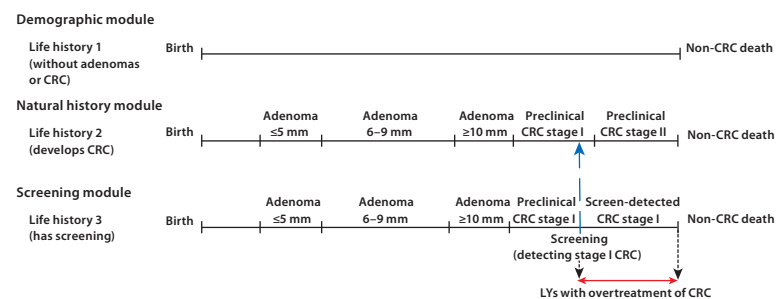 Demographic module
Life history 1
(without adenomas
or CRC)
Birth
Non-CRC death
Natural history module
Life history 2
(develops CRC)
Birth
Adenoma
≤5 mm
Adenoma
6–9 mm
Adenoma
≥10 mm
Preclinical
CRC stage I
Preclinical
CRC stage II
Non-CRC death
Screening module
Life history 3
(has screening)
Birth
Adenoma
≤5 mm
Adenoma
6–9 mm
Adenoma
≥10 mm
Preclinical
CRC stage I
Screen-detected
CRC stage I
Non-CRC death
Screening
(detecting stage I CRC)
LYs with overtreatment of CRC